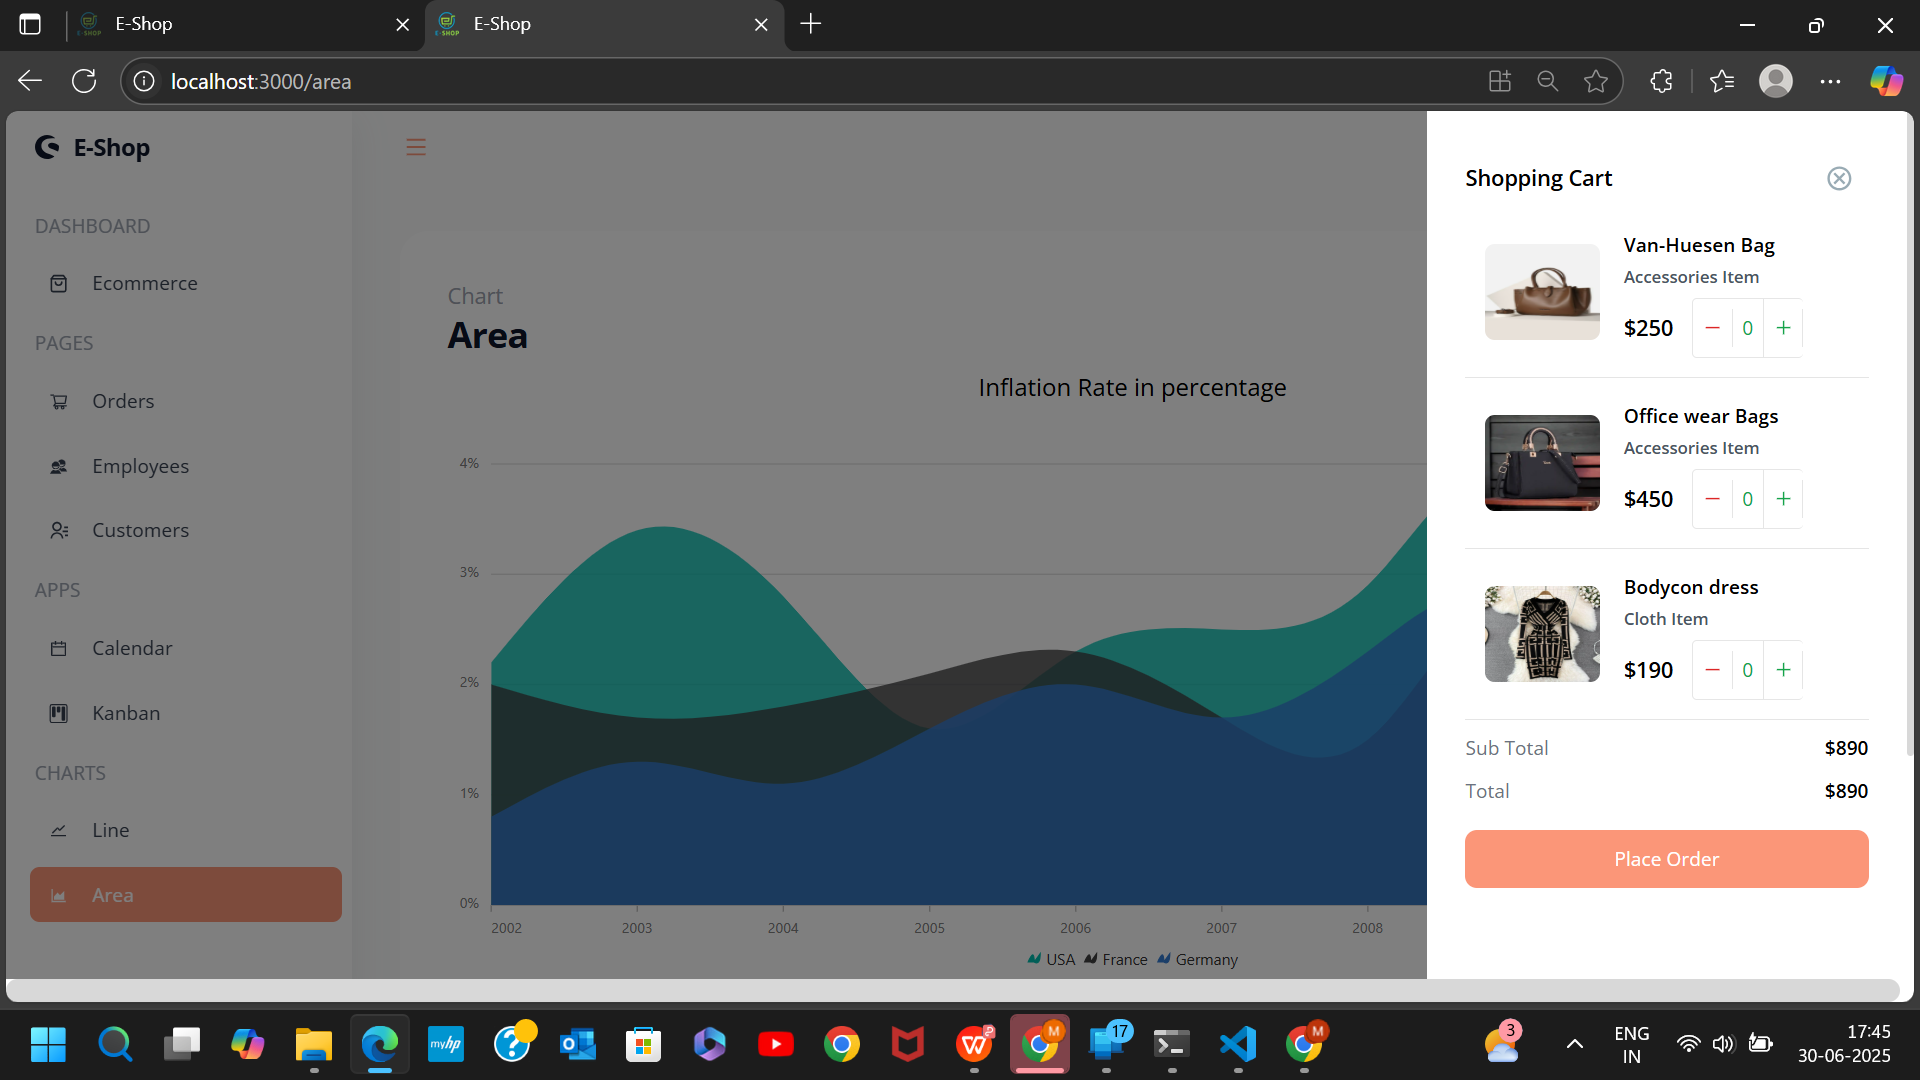 E-Shop
E-Shop
localhost:3000/area
E-Shop
DASHBOARD
Ecommerce
PAGES
Orders
Employees
Customers
APPS
Calendar
Kanban
CHARTS
Line
Area
Chart
Area
Inflation Rate in percentage
4%
3%
2%
1%
0%
2002 2003 2004 2005 2006 2007 2008
USA France Germany
Shopping Cart
Van-Huesen Bag
Accessories Item
$250 − 0 +
Office wear Bags
Accessories Item
$450 − 0 +
Bodycon dress
Cloth Item
$190 − 0 +
Sub Total $890
Total $890
Place Order
myhp
17
M
M
3
ENG
IN
17:45
30-06-2025